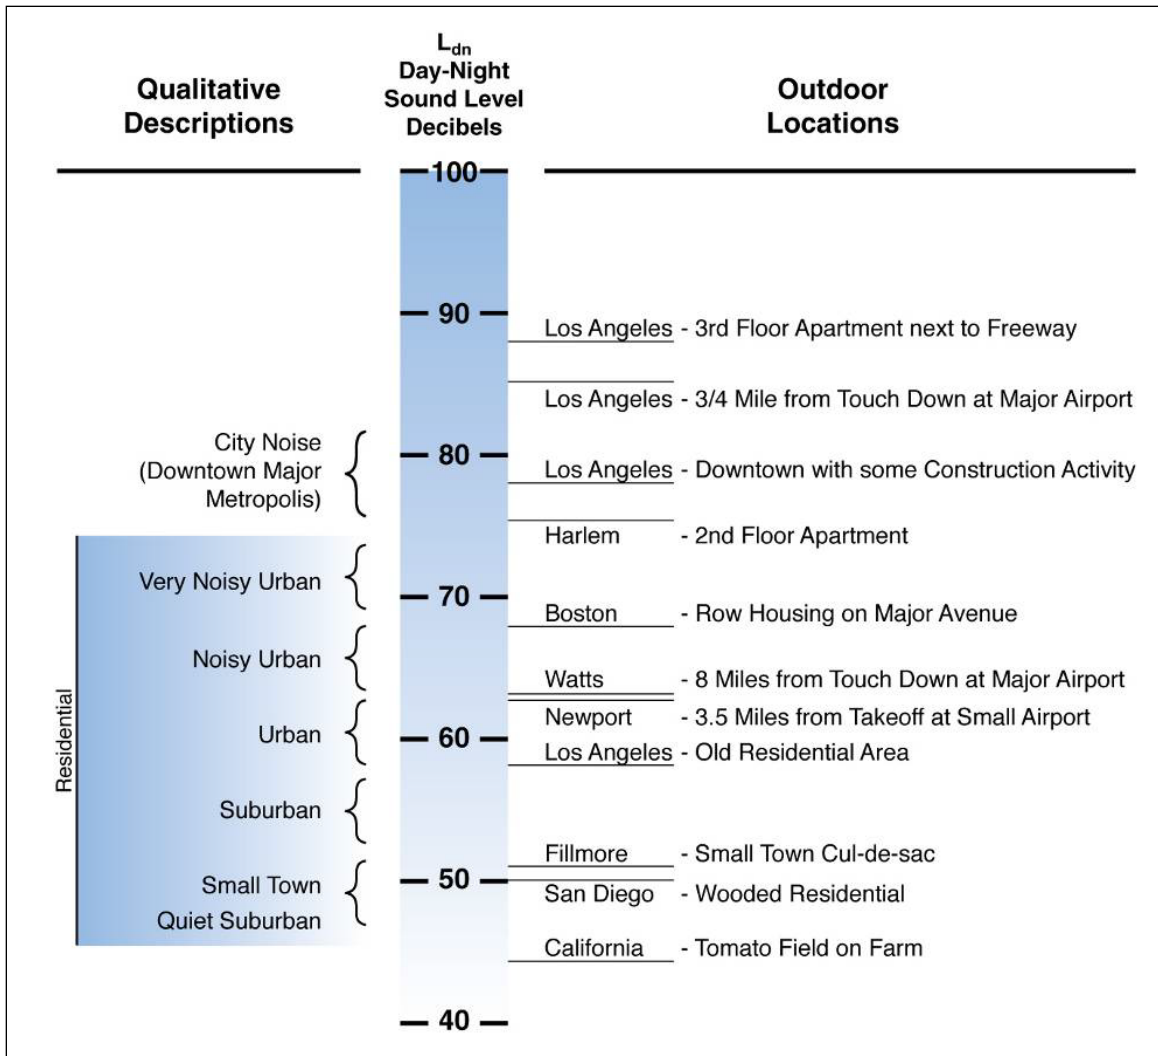 L_dn
Day-Night
Sound Level
Decibels
Qualitative
Descriptions
Outdoor
Locations
100
90
Los Angeles - 3rd Floor Apartment next to Freeway
Los Angeles - 3/4 Mile from Touch Down at Major Airport
City Noise
(Downtown Major
Metropolis)
80
Los Angeles - Downtown with some Construction Activity
Harlem - 2nd Floor Apartment
Very Noisy Urban
70
Boston - Row Housing on Major Avenue
Noisy Urban
Watts - 8 Miles from Touch Down at Major Airport
Newport - 3.5 Miles from Takeoff at Small Airport
Residential
Urban
60
Los Angeles - Old Residential Area
Suburban
Fillmore - Small Town Cul-de-sac
50
Small Town
Quiet Suburban
San Diego - Wooded Residential
California - Tomato Field on Farm
40